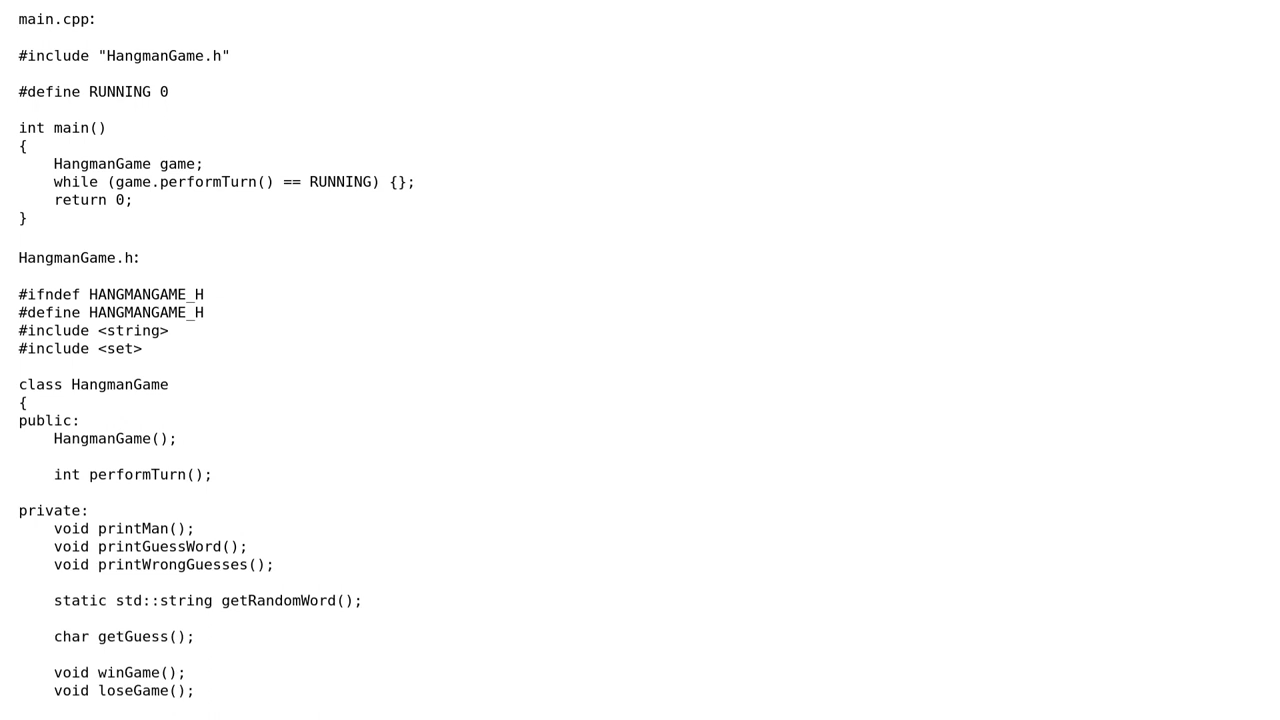 main.cpp:
#include "HangmanGame.h"
#define RUNNING 0
int main()
{
    HangmanGame game;
    while (game.performTurn() == RUNNING) {};
    return 0;
}
HangmanGame.h:
#ifndef HANGMANGAME_H
#define HANGMANGAME_H
#include <string>
#include <set>
class HangmanGame
{
public:
    HangmanGame();
    int performTurn();
private:
    void printMan();
    void printGuessWord();
    void printWrongGuesses();
    static std::string getRandomWord();
    char getGuess();
    void winGame();
    void loseGame();